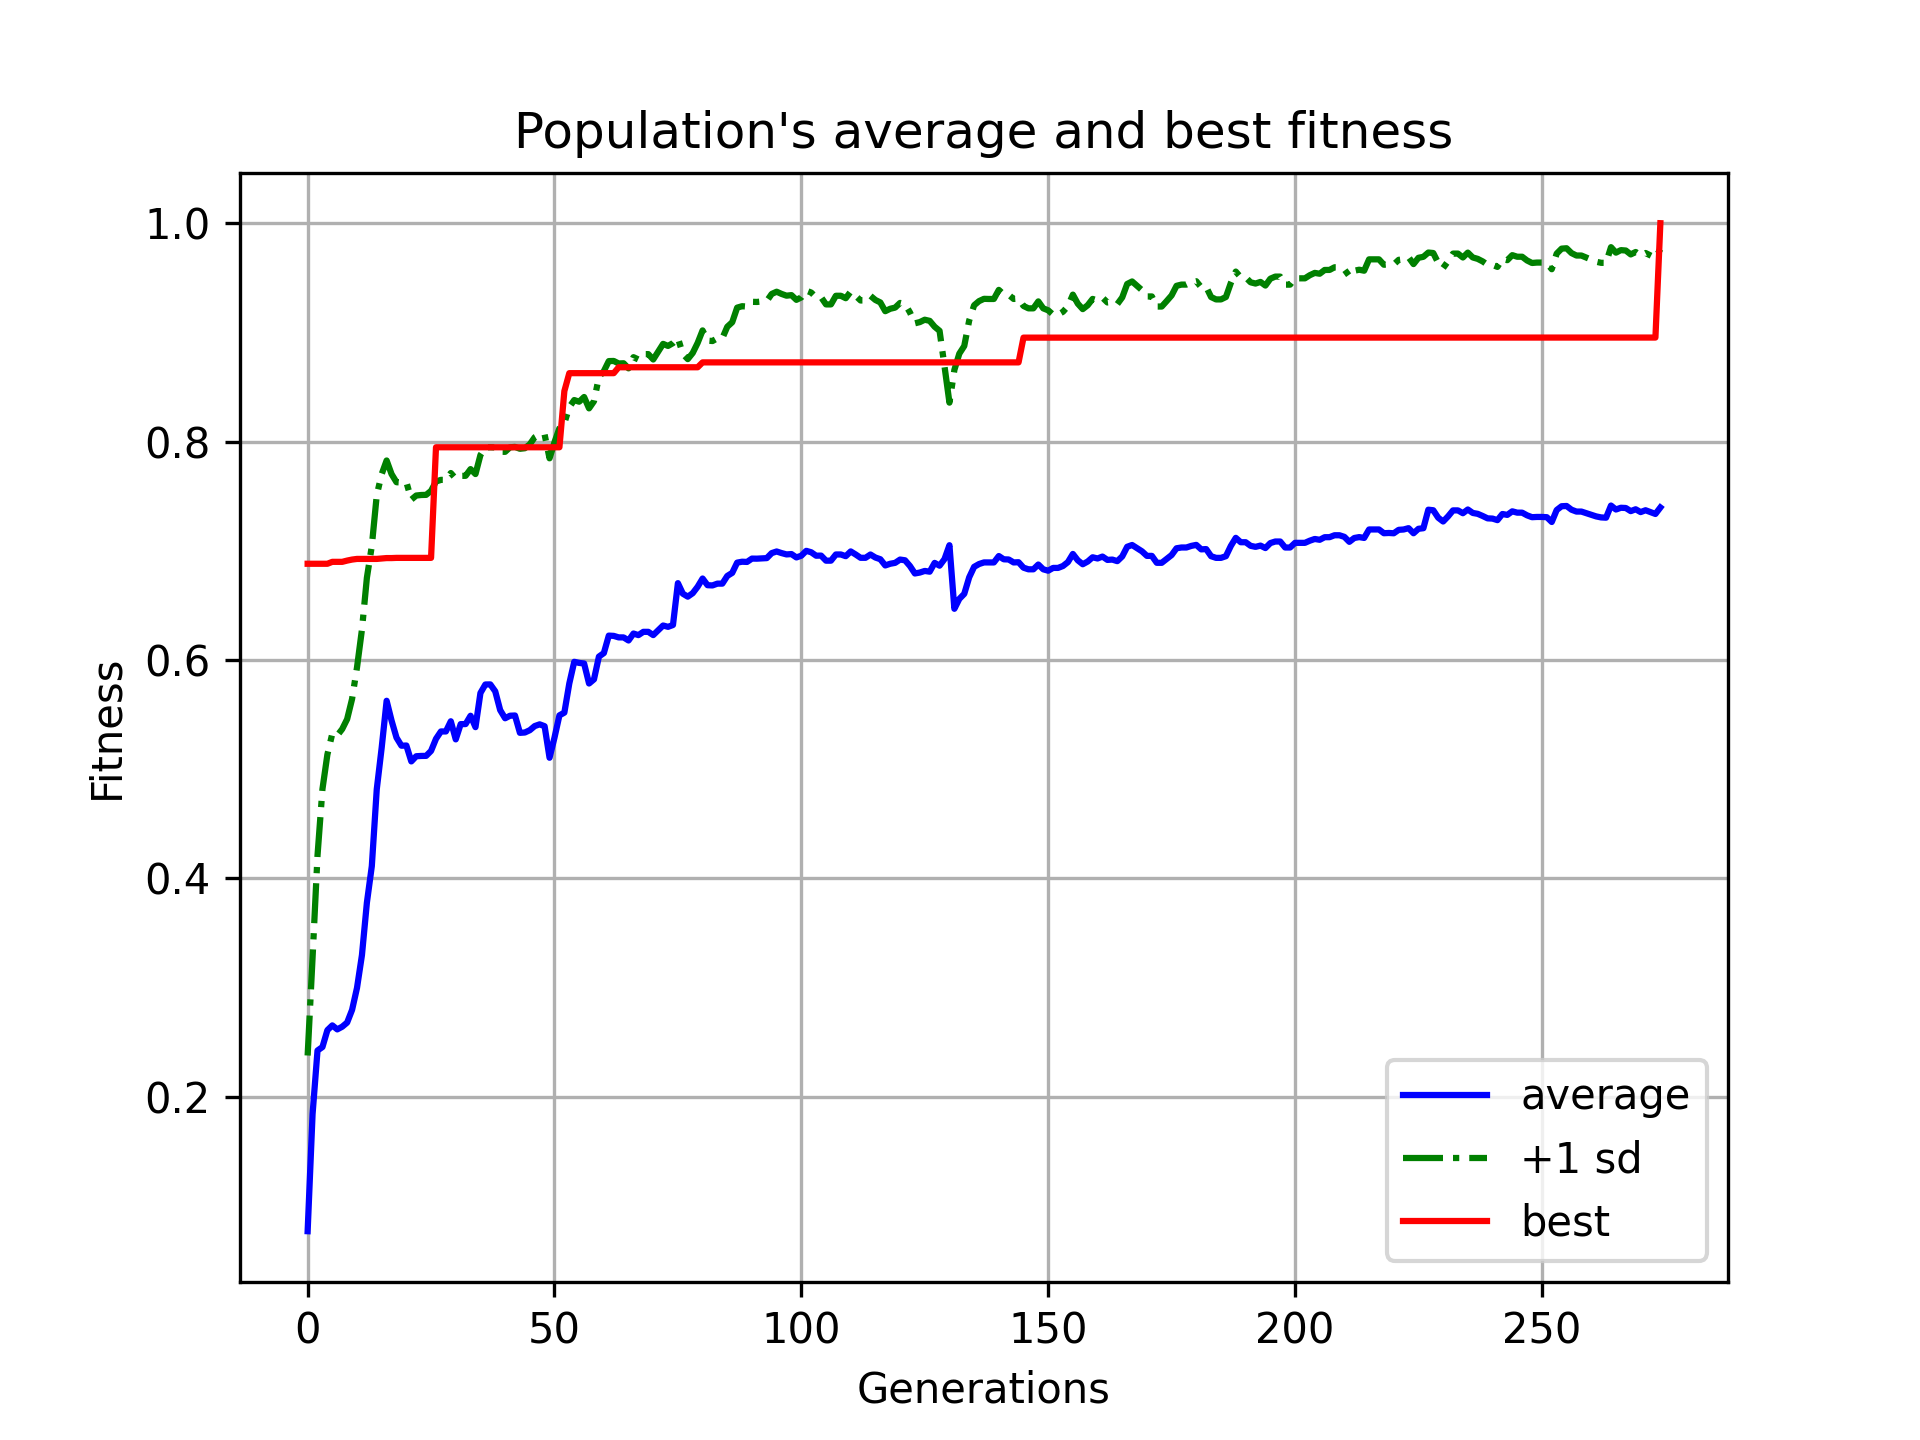 Population's average and best fitness
1.0
0.8
0.6
0.4
0.2
Fitness
0 50 100 150 200 250
Generations
average
+1 sd
best